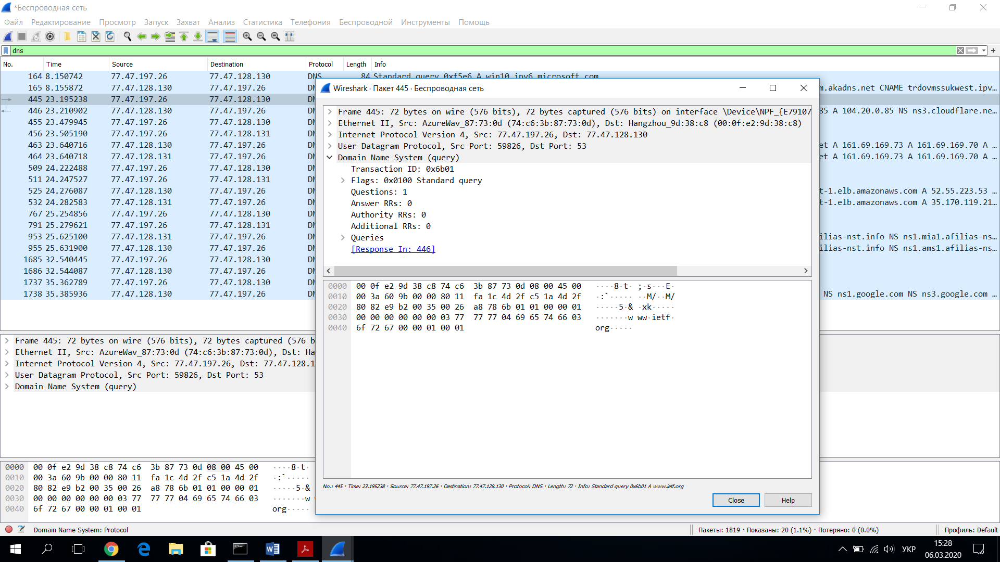 *Беспроводная сеть
Файл Редактирование Просмотр Запуск Захват Анализ Статистика Телефония Беспроводной Инструменты Помощь
dns
No. Time Source Destination Protocol Length Info
164 8.150742 77.47.197.26 77.47.128.130 DNS 84 Standard query 0xf5e6 A win10.ipv6.microsoft.com
165 8.155872 77.47.128.130 77.47.197.26 m.akadns.net CNAME trdovmssukwest.ipv…
445 23.195238 77.47.197.26 77.47.128.130
446 23.210902 77.47.128.130 77.47.197.26 85 A 104.20.0.85 NS ns3.cloudflare.ne…
455 23.479945 77.47.197.26 77.47.128.130
456 23.505190 77.47.197.26 77.47.128.131
463 23.640716 77.47.128.130 77.47.197.26 et A 161.69.169.73 A 161.69.169.70 A …
464 23.640718 77.47.128.131 77.47.197.26 et A 161.69.169.73 A 161.69.169.70 A …
509 24.222488 77.47.197.26 77.47.128.130
511 24.247527 77.47.197.26 77.47.128.131
525 24.276087 77.47.128.130 77.47.197.26 t-1.elb.amazonaws.com A 52.55.223.53 …
532 24.282583 77.47.128.131 77.47.197.26 t-1.elb.amazonaws.com A 35.170.119.21…
767 25.254856 77.47.197.26 77.47.128.130
791 25.279621 77.47.197.26 77.47.128.131
953 25.625100 77.47.128.131 77.47.197.26 ilias-nst.info NS ns1.mia1.afilias-ns…
955 25.631900 77.47.128.130 77.47.197.26 ilias-nst.info NS ns1.ams1.afilias-ns…
1685 32.540445 77.47.197.26 77.47.128.130
1686 32.544087 77.47.128.130 77.47.197.26
1737 35.362789 77.47.197.26 77.47.128.130
1738 35.385936 77.47.128.130 77.47.197.26 NS ns1.google.com NS ns3.google.com …
Wireshark · Пакет 445 · Беспроводная сеть
Frame 445: 72 bytes on wire (576 bits), 72 bytes captured (576 bits) on interface \Device\NPF_{E79107
Ethernet II, Src: AzureWav_87:73:0d (74:c6:3b:87:73:0d), Dst: Hangzhou_9d:38:c8 (00:0f:e2:9d:38:c8)
Internet Protocol Version 4, Src: 77.47.197.26, Dst: 77.47.128.130
User Datagram Protocol, Src Port: 59826, Dst Port: 53
Domain Name System (query)
Transaction ID: 0x6b01
Flags: 0x0100 Standard query
Questions: 1
Answer RRs: 0
Authority RRs: 0
Additional RRs: 0
Queries
[Response In: 446]
0000 00 0f e2 9d 38 c8 74 c6 3b 87 73 0d 08 00 45 00 ····8·t· ;·s···E·
0010 00 3a 60 9b 00 00 80 11 fa 1c 4d 2f c5 1a 4d 2f ·:`····· ··M/··M/
0020 80 82 e9 b2 00 35 00 26 a8 78 6b 01 01 00 00 01 ·····5·& ·xk·····
0030 00 00 00 00 00 00 03 77 77 77 04 69 65 74 66 03 ·······w ww·ietf·
0040 6f 72 67 00 00 01 00 01 org·····
No.: 445 · Time: 23.195238 · Source: 77.47.197.26 · Destination: 77.47.128.130 · Protocol: DNS · Length: 72 · Info: Standard query 0x6b01 A www.ietf.org
Close Help
Frame 445: 72 bytes on wire (576 bits), 72 bytes captured (576 b
Ethernet II, Src: AzureWav_87:73:0d (74:c6:3b:87:73:0d), Dst: Ha
Internet Protocol Version 4, Src: 77.47.197.26, Dst: 77.47.128.1
User Datagram Protocol, Src Port: 59826, Dst Port: 53
Domain Name System (query)
0000 00 0f e2 9d 38 c8 74 c6 3b 87 73 0d 08 00 45 00 ····8·t·
0010 00 3a 60 9b 00 00 80 11 fa 1c 4d 2f c5 1a 4d 2f ·:`·····
0020 80 82 e9 b2 00 35 00 26 a8 78 6b 01 01 00 00 01 ·····5·&
0030 00 00 00 00 00 00 03 77 77 77 04 69 65 74 66 03 ·······w
0040 6f 72 67 00 00 01 00 01 org·····
Domain Name System: Protocol
Пакеты: 1819 · Показаны: 20 (1.1%) · Потеряно: 0 (0.0%) Профиль: Default
УКР 15:28
06.03.2020